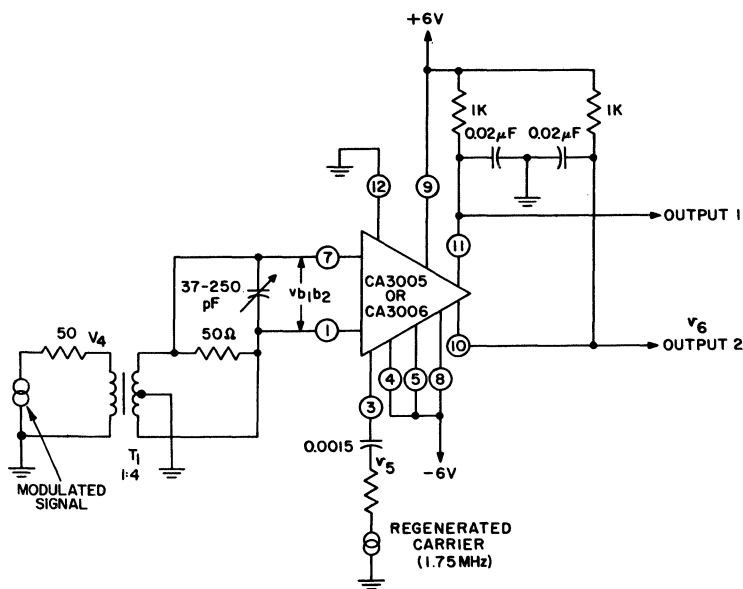 +6V
1K
1K
0.02µF
0.02µF
12
9
OUTPUT 1
11
7
37-250
pF
vb1b2
CA3005
OR
CA3006
50
V4
50Ω
1
v6
10
OUTPUT 2
3
4
5
8
0.0015
v5
-6V
T1
1:4
MODULATED
SIGNAL
REGENERATED
CARRIER
(1.75 MHz)